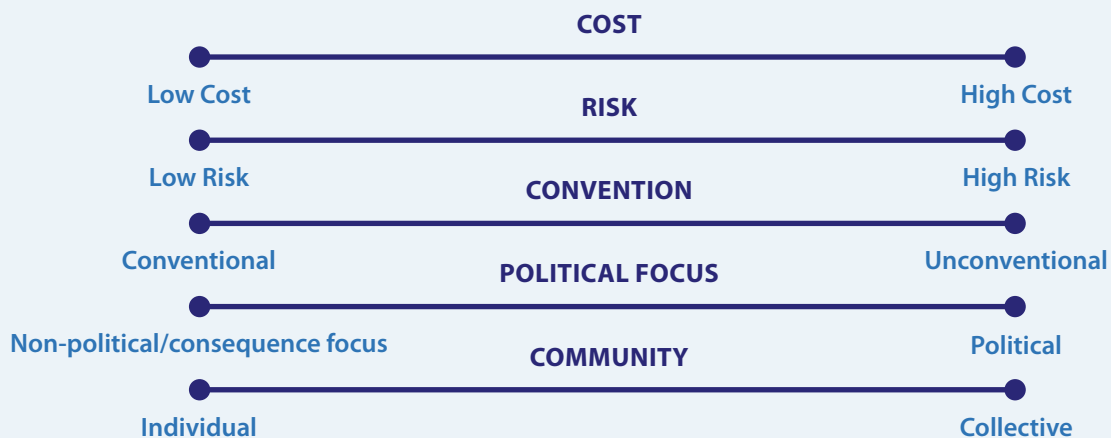 COST
Low Cost High Cost
RISK
Low Risk High Risk
CONVENTION
Conventional Unconventional
POLITICAL FOCUS
Non-political/consequence focus Political
COMMUNITY
Individual Collective